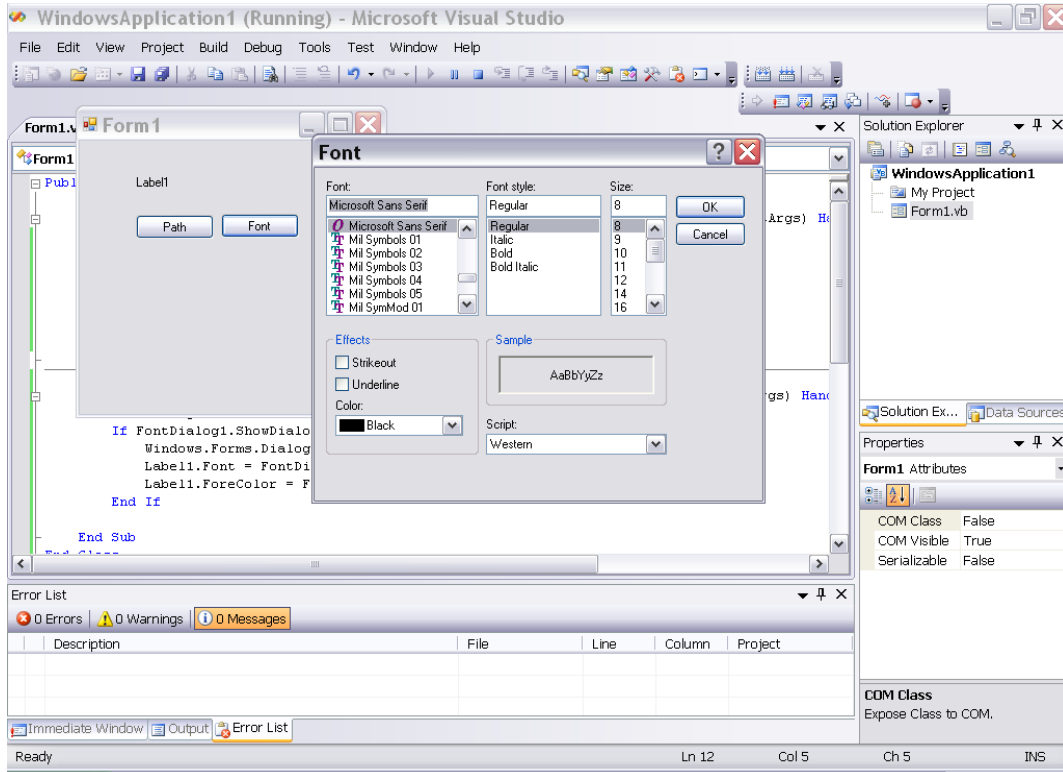 WindowsApplication1 (Running) - Microsoft Visual Studio
File Edit View Project Build Debug Tools Test Window Help
Form1.v
Form1
Form1
Publ
Label1
Path Font
Font
Font: Font style: Size:
Microsoft Sans Serif Regular 8
OK
Cancel
Microsoft Sans Serif Regular 8
Mil Symbols 01 Italic 9
Mil Symbols 02 Bold 10
Mil Symbols 03 Bold Italic 11
Mil Symbols 04 12
Mil Symbols 05 14
Mil SymMod 01 16
Effects
Strikeout
Underline
Color:
Black
Sample
AaBbYyZz
Script:
Western
.Args) Ha
gs) Hand
If FontDialog1.ShowDialo
Windows.Forms.Dialog
Label1.Font = FontDi
Label1.ForeColor = F
End If
End Sub
End Class
Solution Explorer
WindowsApplication1
My Project
Form1.vb
Solution Ex... Data Sources
Properties
Form1 Attributes
COM Class False
COM Visible True
Serializable False
COM Class
Expose Class to COM.
Error List
0 Errors 0 Warnings 0 Messages
Description File Line Column Project
Immediate Window Output Error List
Ready Ln 12 Col 5 Ch 5 INS